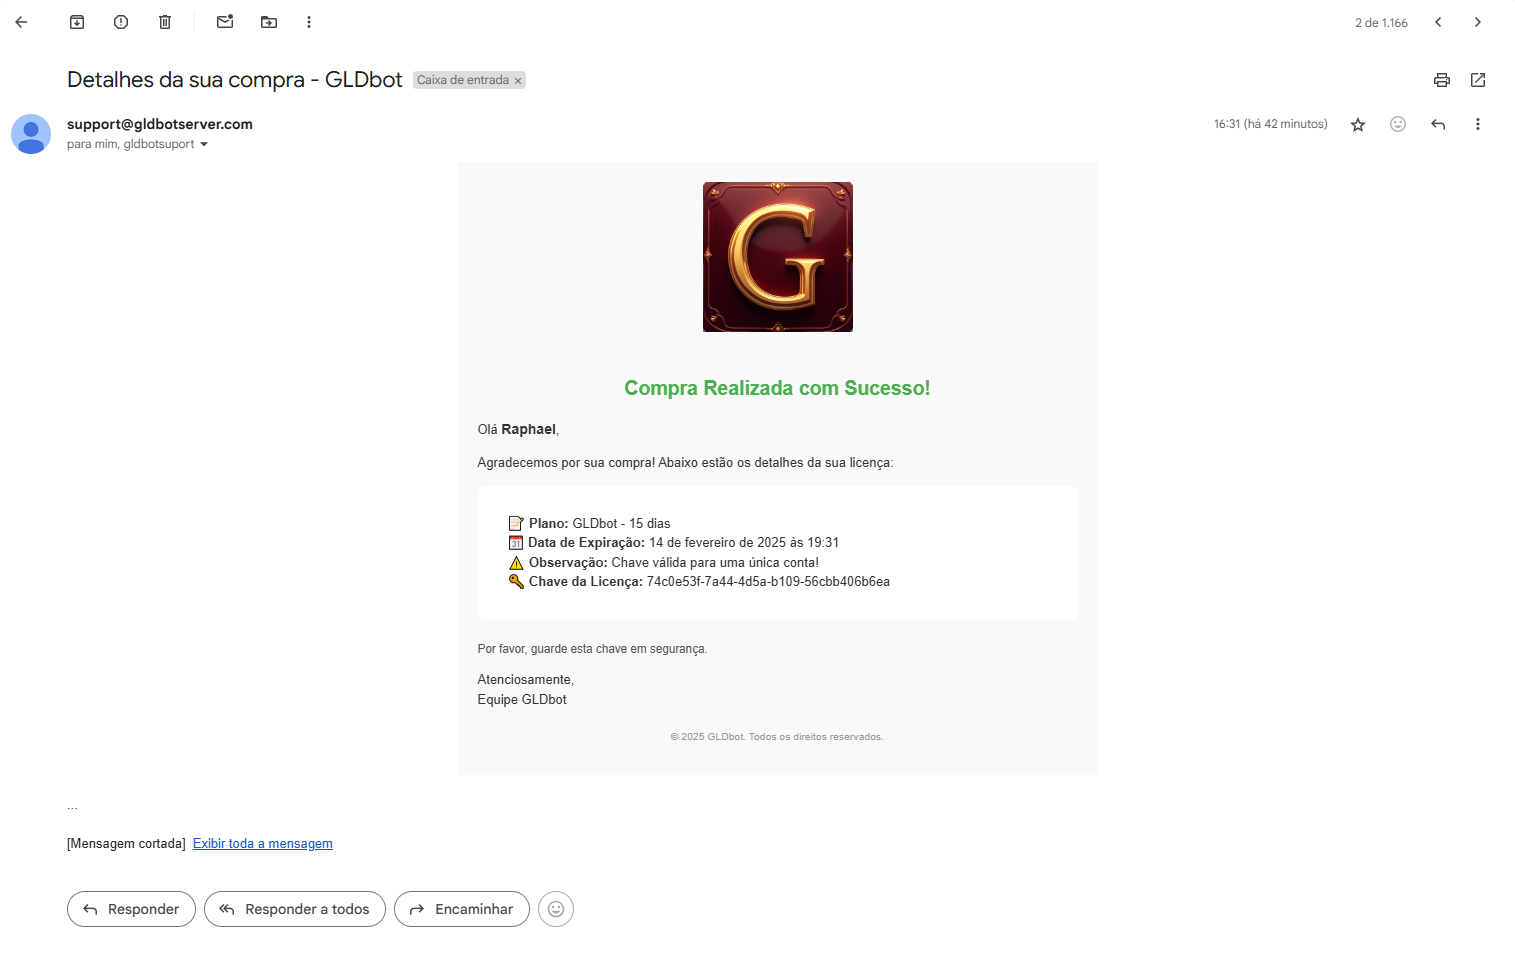 2 de 1.166
Detalhes da sua compra - GLDbot Caixa de entrada ×
support@gldbotserver.com
16:31 (há 42 minutos)
para mim, gldbotsuport
G
Compra Realizada com Sucesso!
Olá Raphael,
Agradecemos por sua compra! Abaixo estão os detalhes da sua licença:
📝 Plano: GLDbot - 15 dias
📅 Data de Expiração: 14 de fevereiro de 2025 às 19:31
⚠️ Observação: Chave válida para uma única conta!
🔑 Chave da Licença: 74c0e53f-7a44-4d5a-b109-56cbb406b6ea
Por favor, guarde esta chave em segurança.
Atenciosamente,
Equipe GLDbot
© 2025 GLDbot. Todos os direitos reservados.
...
[Mensagem cortada] Exibir toda a mensagem
Responder
Responder a todos
Encaminhar